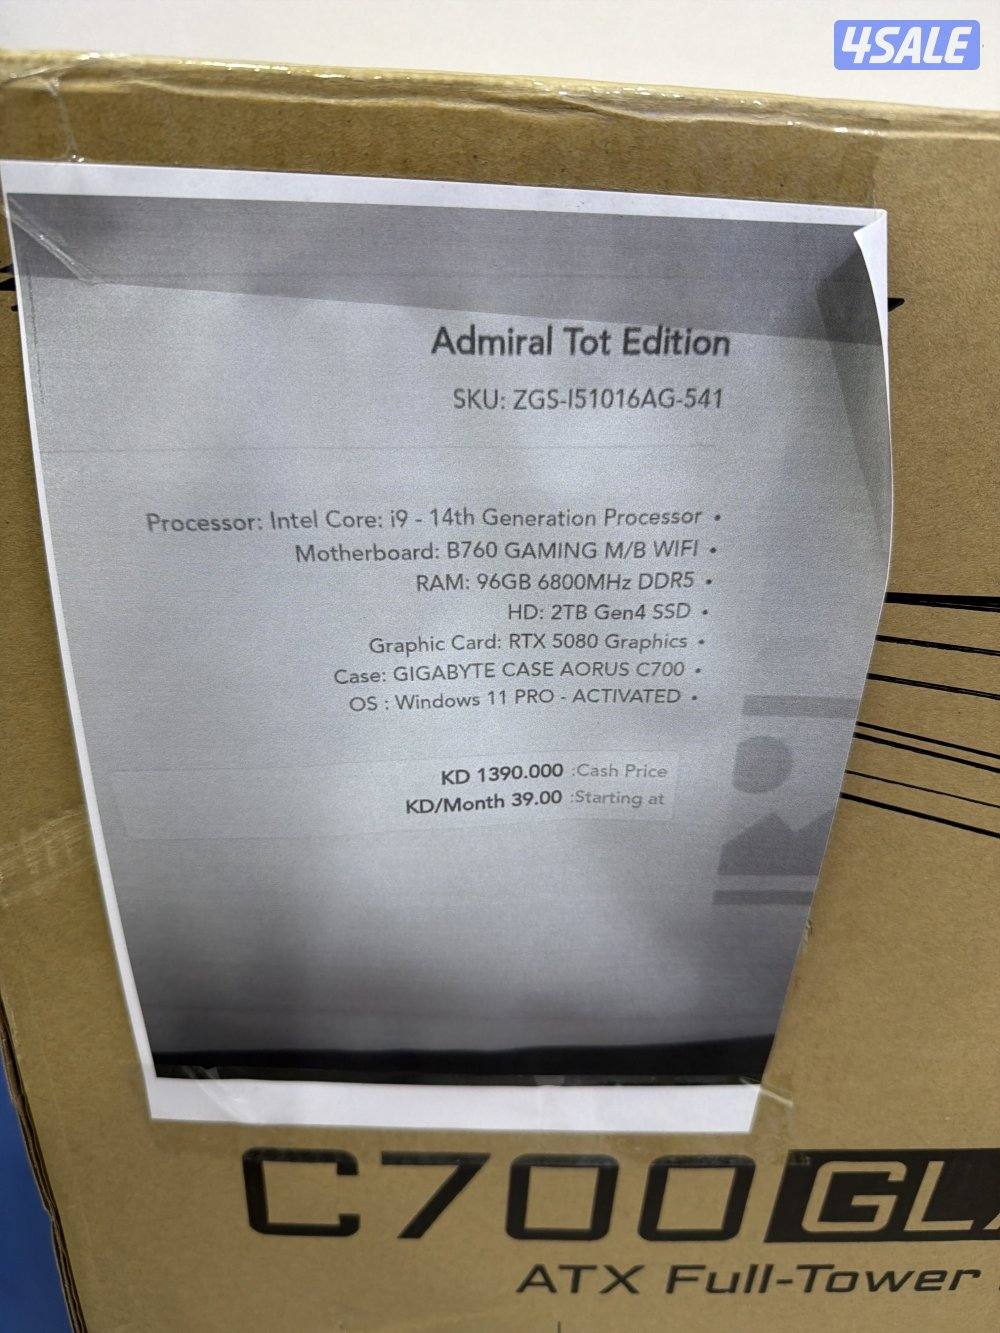 4SALE
Admiral Tot Edition
SKU: ZGS-I51016AG-541
Processor: Intel Core: i9 - 14th Generation Processor •
Motherboard: B760 GAMING M/B WIFI •
RAM: 96GB 6800MHz DDR5 •
HD: 2TB Gen4 SSD •
Graphic Card: RTX 5080 Graphics •
Case: GIGABYTE CASE AORUS C700 •
OS : Windows 11 PRO - ACTIVATED •
KD 1390.000 :Cash Price
KD/Month 39.00 :Starting at
C700
ATX Full-Tower